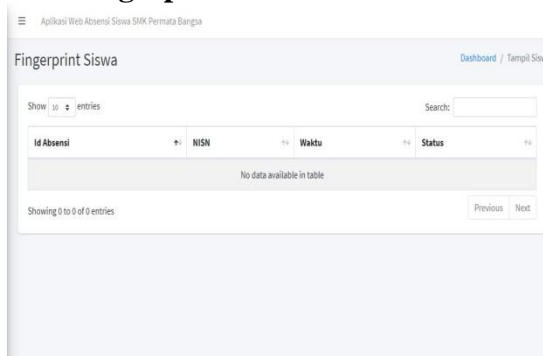 Aplikasi Web Absensi Siswa SMK Permata Bangsa
Fingerprint Siswa
Dashboard / Tampil Sis
Show 10 entries
Search:
Id Absensi NISN Waktu Status
No data available in table
Showing 0 to 0 of 0 entries
Previous Next